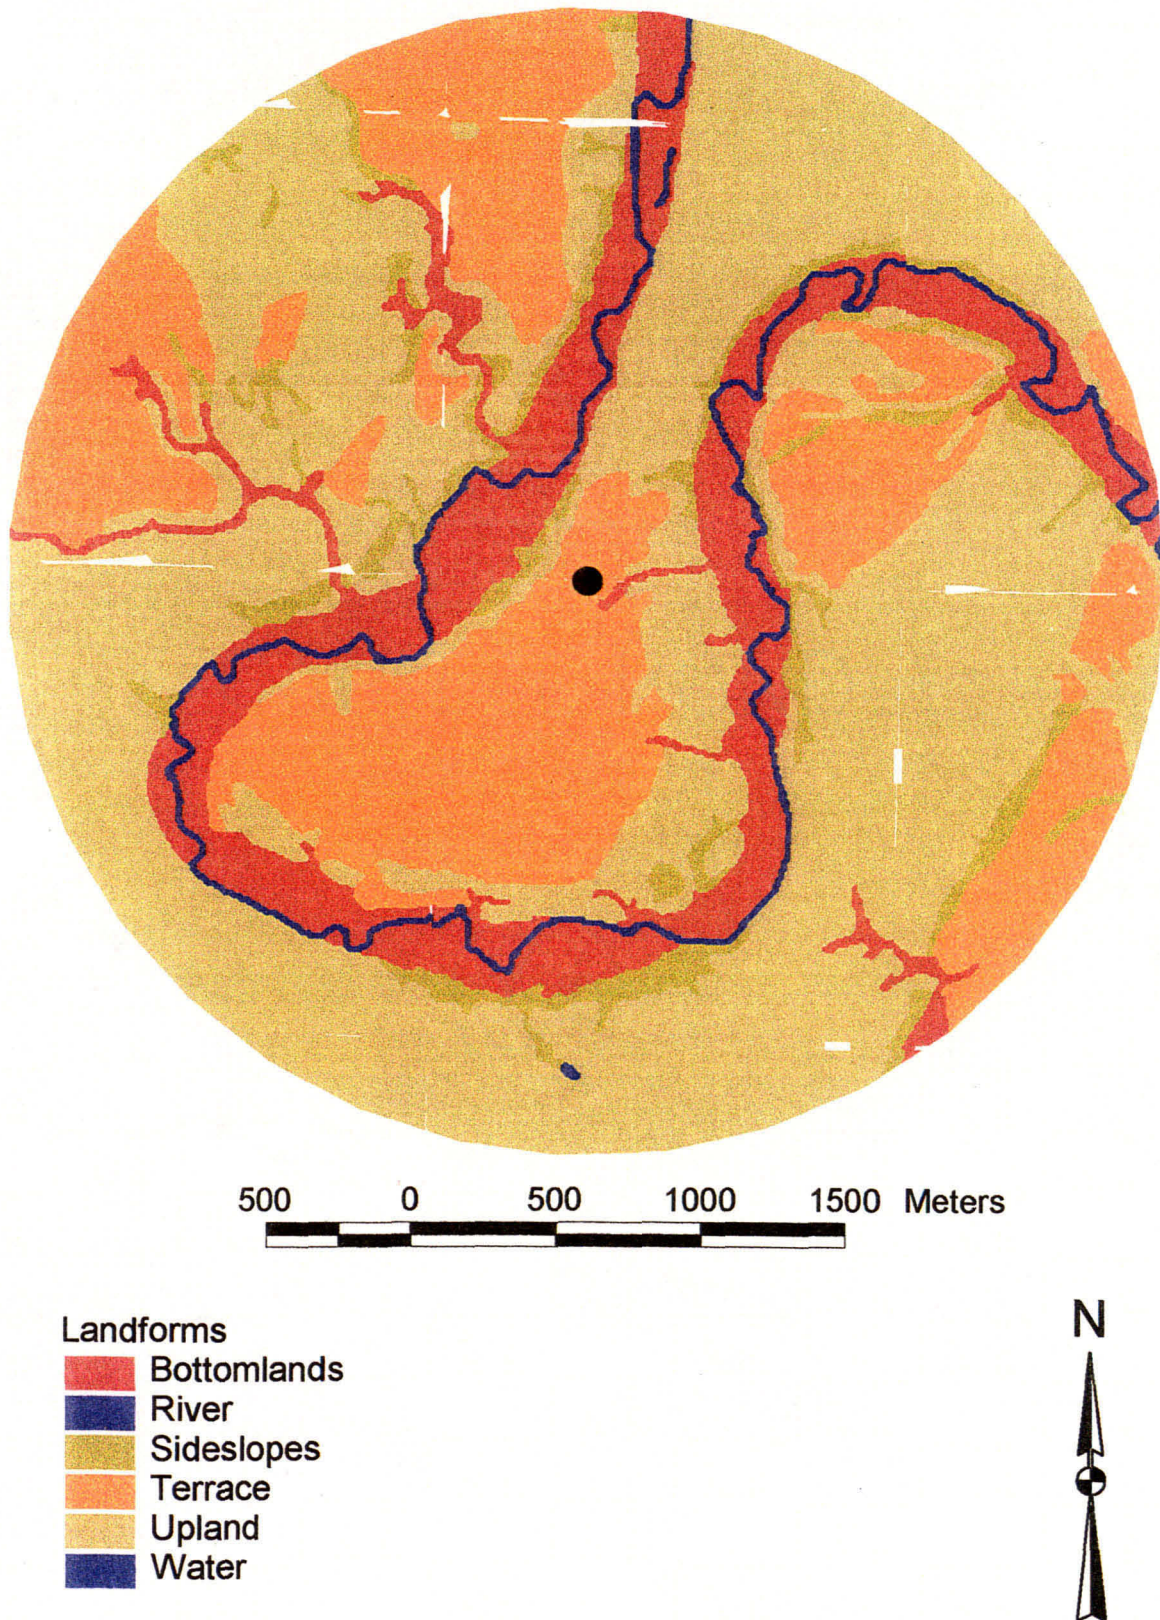 500 0 500 1000 1500 Meters
Landforms
Bottomlands
River
Sideslopes
Terrace
Upland
Water
N